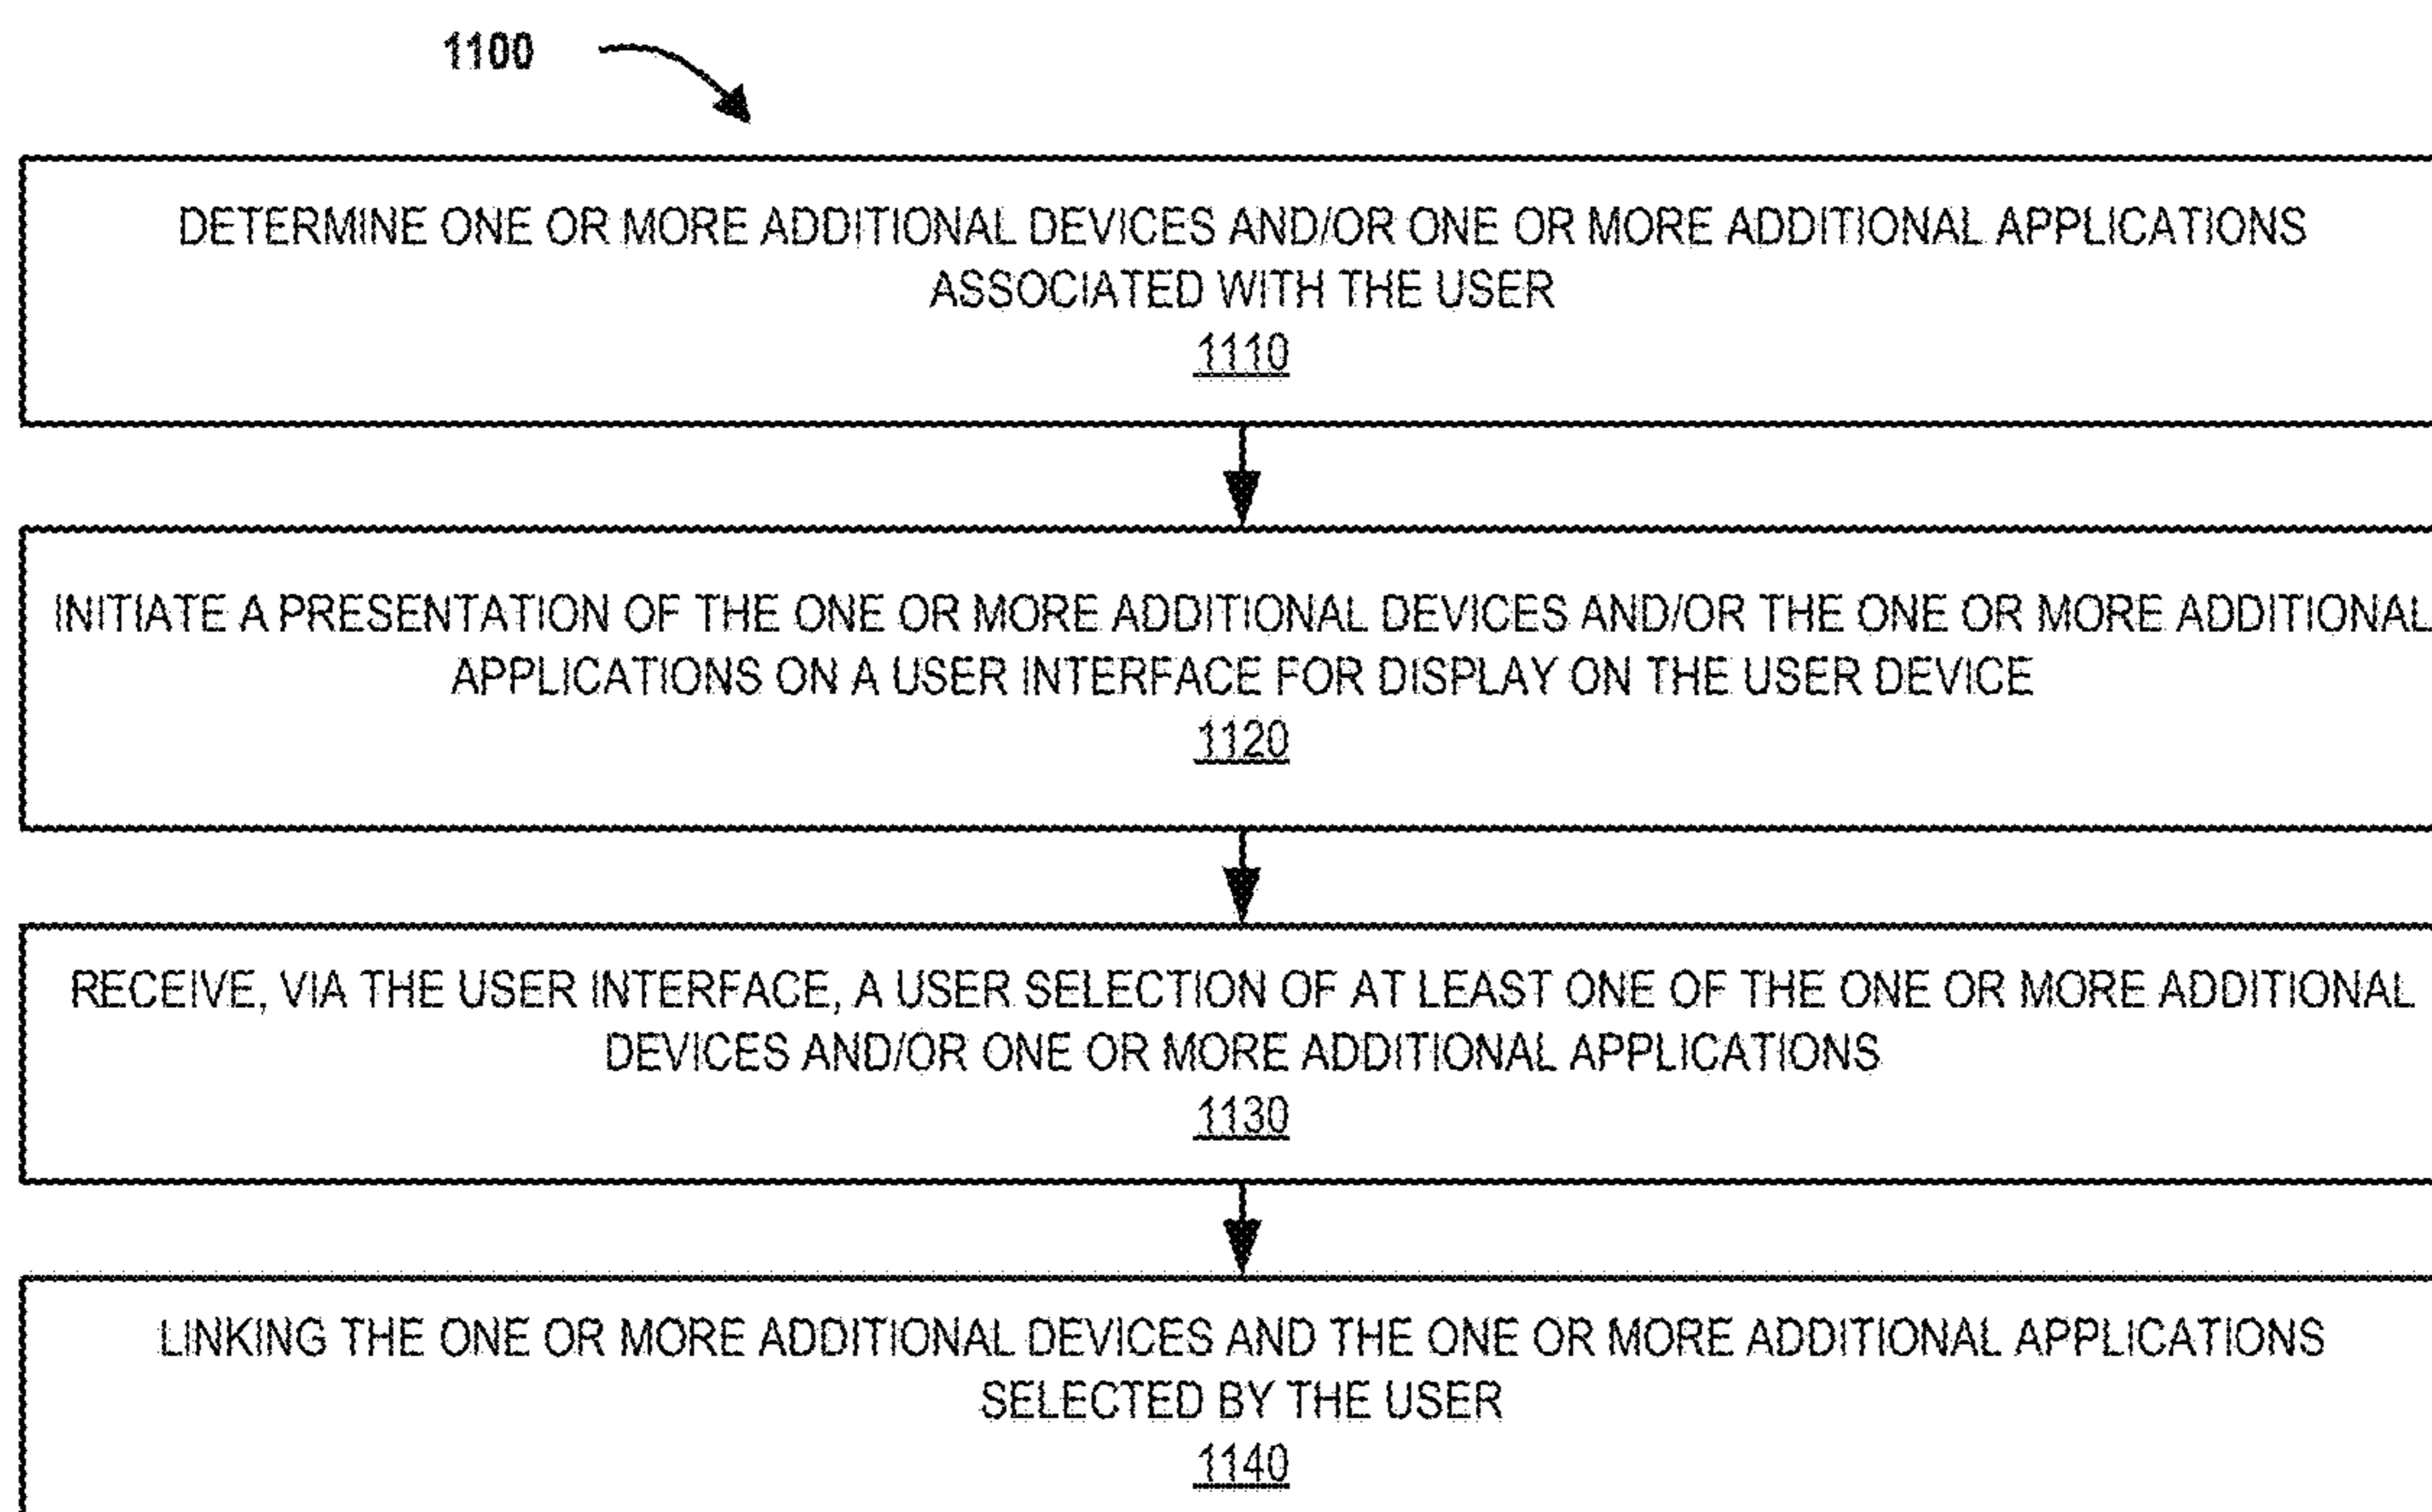 1100
DETERMINE ONE OR MORE ADDITIONAL DEVICES AND/OR ONE OR MORE ADDITIONAL APPLICATIONS
ASSOCIATED WITH THE USER
1110
INITIATE A PRESENTATION OF THE ONE OR MORE ADDITIONAL DEVICES AND/OR THE ONE OR MORE ADDITIONAL
APPLICATIONS ON A USER INTERFACE FOR DISPLAY ON THE USER DEVICE
1120
RECEIVE, VIA THE USER INTERFACE, A USER SELECTION OF AT LEAST ONE OF THE ONE OR MORE ADDITIONAL
DEVICES AND/OR ONE OR MORE ADDITIONAL APPLICATIONS
1130
LINKING THE ONE OR MORE ADDITIONAL DEVICES AND THE ONE OR MORE ADDITIONAL APPLICATIONS
SELECTED BY THE USER
1140